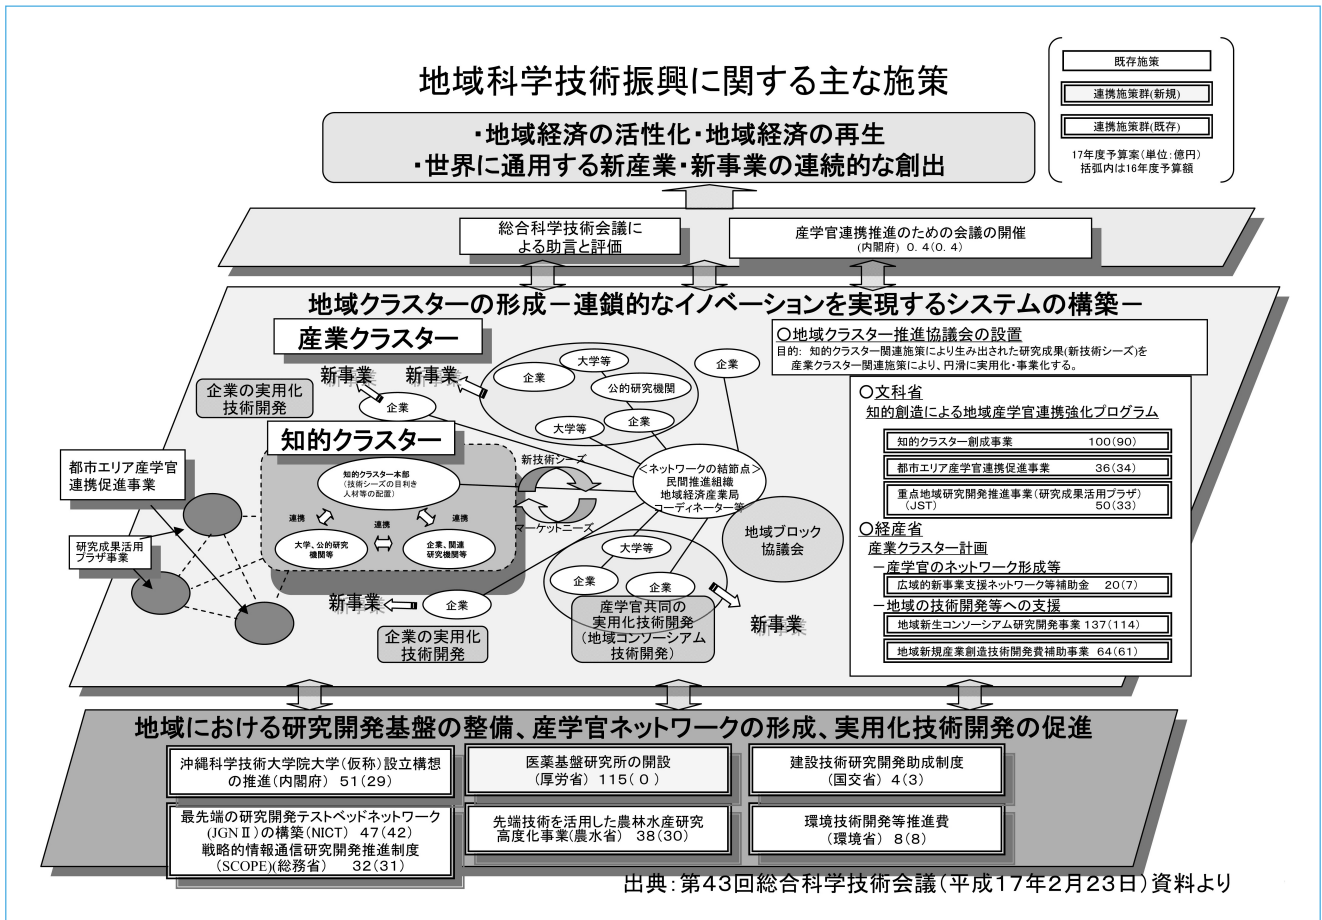 地域科学技術振興に関する主な施策
既存施策
連携施策群(新規)
連携施策群(既存)
17年度予算案(単位:億円)
括弧内は16年度予算額
・地域経済の活性化・地域経済の再生
・世界に通用する新産業・新事業の連続的な創出
総合科学技術会議に
よる助言と評価
産学官連携推進のための会議の開催
(内閣府) 0.4(0.4)
地域クラスターの形成-連鎖的なイノベーションを実現するシステムの構築-
産業クラスター
新事業
新事業
企業の実用化
技術開発
企業
大学等
企業
公的研究機関
企業
大学等
企業
知的クラスター
知的クラスター本部
(技術シーズの目利き
人材等の配置)
連携
連携
連携
大学、公的研究
機関等
企業、関連
研究機関等
新技術シーズ
マーケットニーズ
<ネットワークの結節点>
民間推進組織
地域経済産業局
コーディネーター等
地域ブロック
協議会
都市エリア産学官
連携促進事業
研究成果活用
プラザ事業
大学等
企業
企業
新事業
企業
企業の実用化
技術開発
産学官共同の
実用化技術開発
(地域コンソーシアム
技術開発)
新事業
〇地域クラスター推進協議会の設置
目的: 知的クラスター関連施策により生み出された研究成果(新技術シーズ)を
産業クラスター関連施策により、円滑に実用化・事業化する。
〇文科省
知的創造による地域産学官連携強化プログラム
知的クラスター創成事業 100(90)
都市エリア産学官連携促進事業 36(34)
重点地域研究開発推進事業(研究成果活用プラザ)
(JST) 50(33)
〇経産省
産業クラスター計画
-産学官のネットワーク形成等
広域的新事業支援ネットワーク等補助金 20(7)
-地域の技術開発等への支援
地域新生コンソーシアム研究開発事業 137(114)
地域新規産業創造技術開発費補助事業 64(61)
地域における研究開発基盤の整備、産学官ネットワークの形成、実用化技術開発の促進
沖縄科学技術大学院大学(仮称)設立構想
の推進(内閣府) 51(29)
医薬基盤研究所の開設
(厚労省) 115( 0 )
建設技術研究開発助成制度
(国交省) 4(3)
最先端の研究開発テストベッドネットワーク
(JGNⅡ)の構築(NICT) 47(42)
戦略的情報通信研究開発推進制度
(SCOPE)(総務省) 32(31)
先端技術を活用した農林水産研究
高度化事業(農水省) 38(30)
環境技術開発等推進費
(環境省) 8(8)
出典:第43回総合科学技術会議(平成17年2月23日)資料より